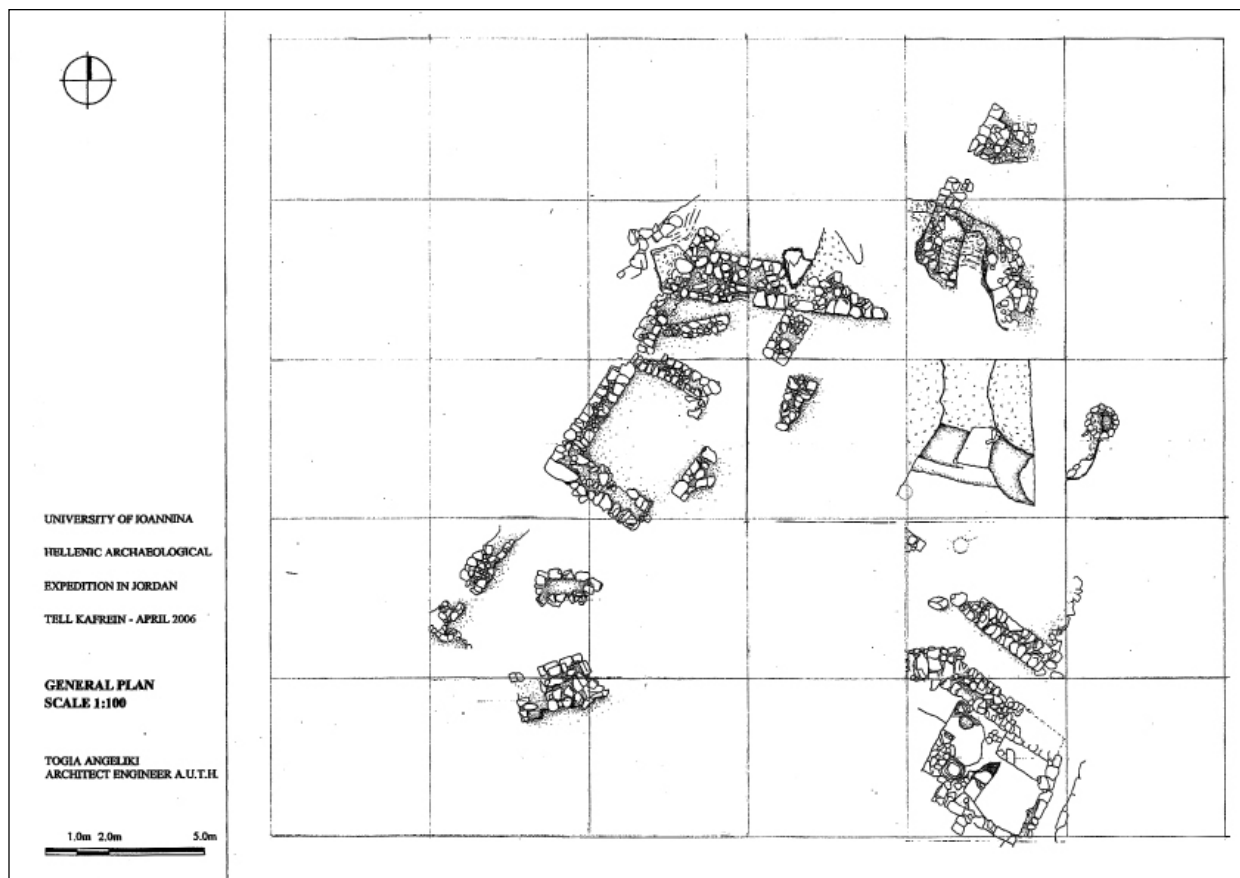 UNIVERSITY OF IOANNINA
HELLENIC ARCHAEOLOGICAL
EXPEDITION IN JORDAN
TELL KAFREIN - APRIL 2006
GENERAL PLAN
SCALE 1:100
TOGIA ANGELIKI
ARCHITECT ENGINEER A.U.T.H.
1.0m 2.0m 5.0m